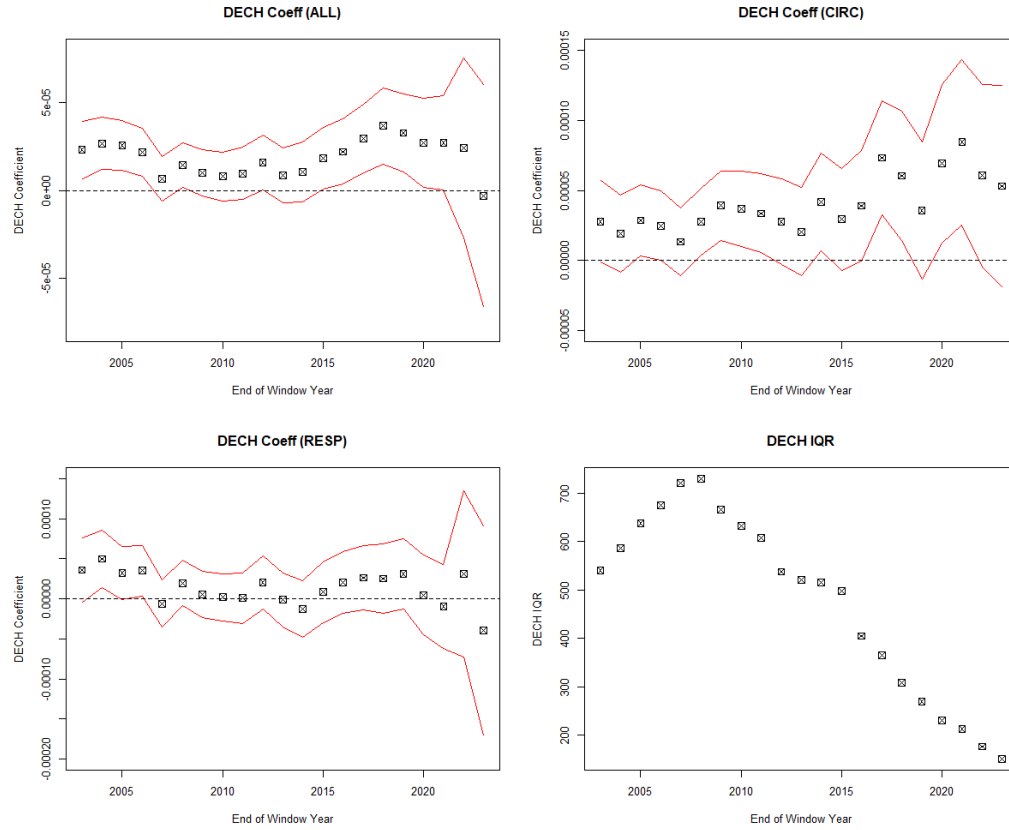 DECH Coeff (ALL)
DECH Coefficient
5e-05
0e+00
-5e-05
2005 2010 2015 2020
End of Window Year
DECH Coeff (CIRC)
DECH Coefficient
0.00015
0.00010
0.00005
0.00000
-0.00005
2005 2010 2015 2020
End of Window Year
DECH Coeff (RESP)
DECH Coefficient
0.00010
0.00000
-0.00010
-0.00020
2005 2010 2015 2020
End of Window Year
DECH IQR
DECH IQR
700
600
500
400
300
200
2005 2010 2015 2020
End of Window Year